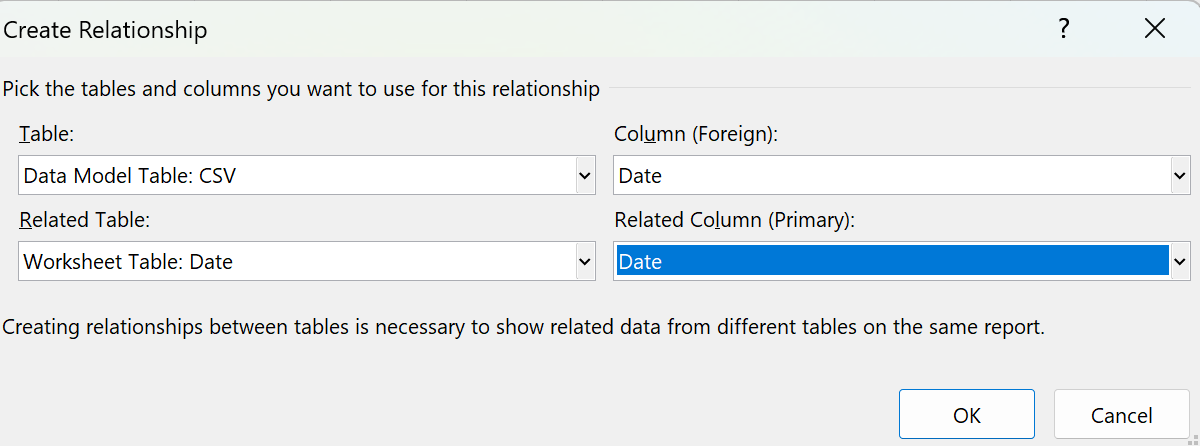 Create Relationship ?
Pick the tables and columns you want to use for this relationship
Table: Column (Foreign):
Data Model Table: CSV Date
Related Table: Related Column (Primary):
Worksheet Table: Date Date
Creating relationships between tables is necessary to show related data from different tables on the same report.
OK Cancel